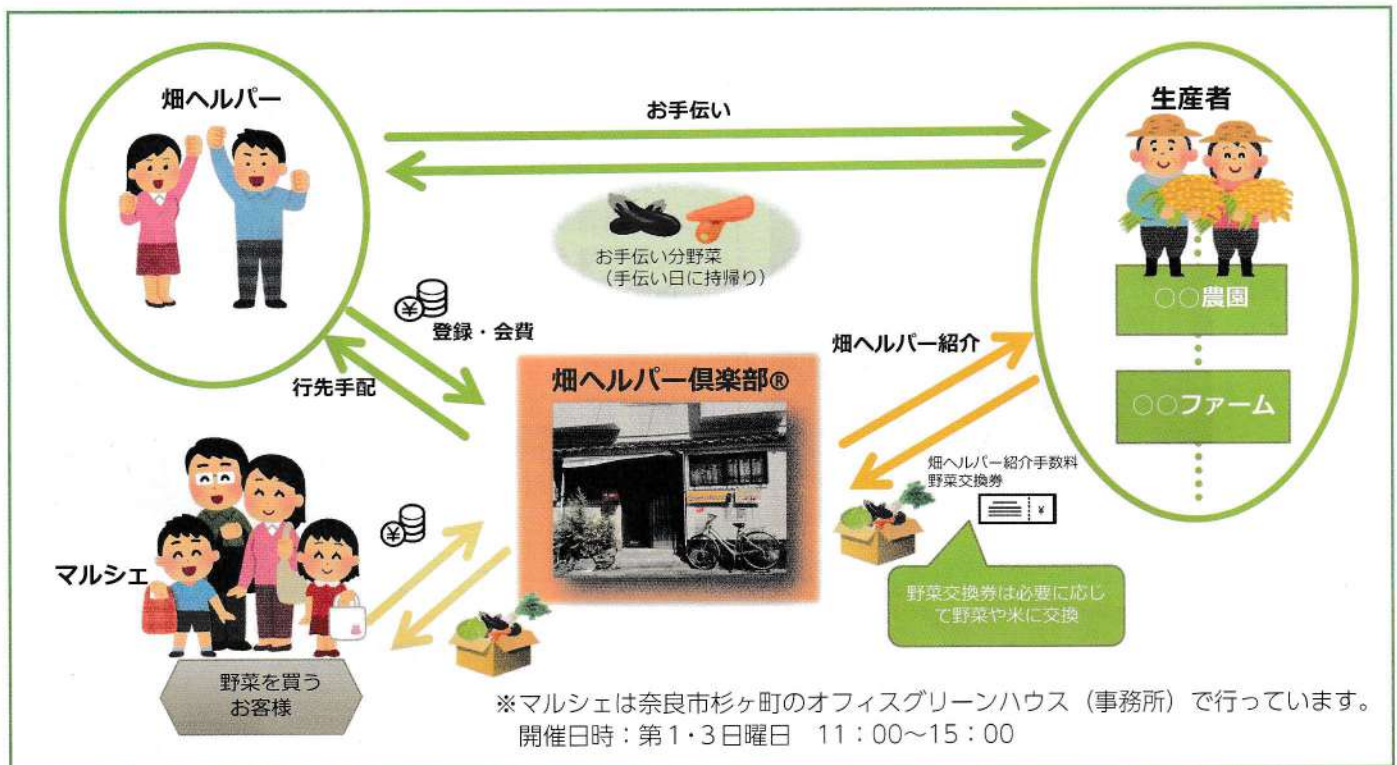 畑ヘルパー
お手伝い
生産者
お手伝い分野菜
（手伝い日に持帰り）
○○農園
¥
登録・会費
畑ヘルパー紹介
行先手配
畑ヘルパー倶楽部®
○○ファーム
畑ヘルパー紹介手数料
野菜交換券
¥
¥
マルシェ
野菜交換券は必要に応じ
て野菜や米に交換
野菜を買う
お客様
※マルシェは奈良市杉ヶ町のオフィスグリーンハウス（事務所）で行っています。
開催日時：第1・3日曜日　11：00～15：00